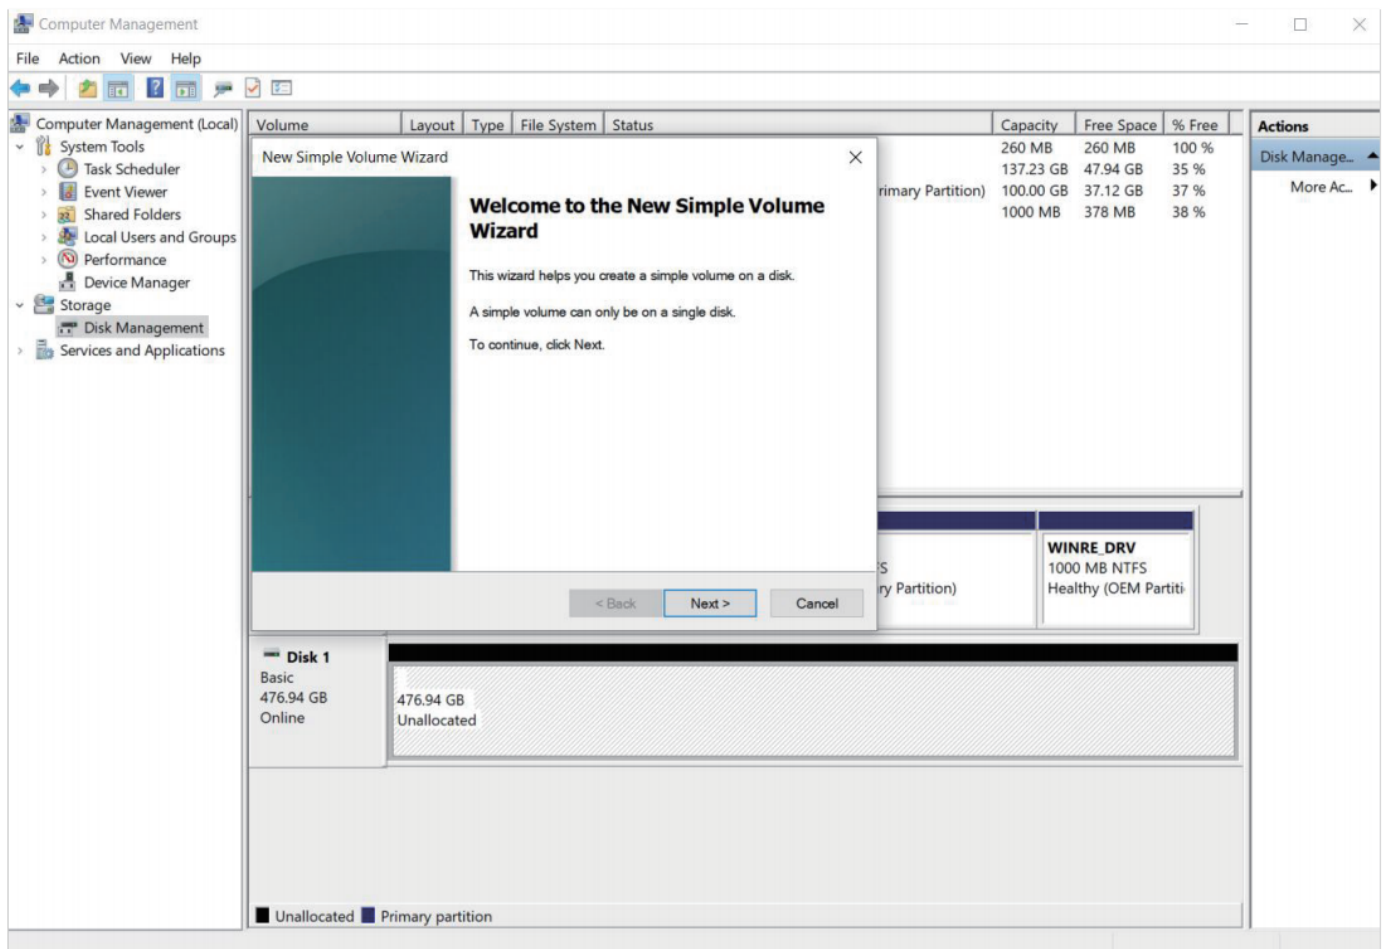 Computer Management
File Action View Help
Computer Management (Local)
System Tools
Task Scheduler
Event Viewer
Shared Folders
Local Users and Groups
Performance
Device Manager
Storage
Disk Management
Services and Applications
Volume Layout Type File System Status Capacity Free Space % Free
260 MB 260 MB 100 %
137.23 GB 47.94 GB 35 %
rimary Partition) 100.00 GB 37.12 GB 37 %
1000 MB 378 MB 38 %
New Simple Volume Wizard
Welcome to the New Simple Volume
Wizard
This wizard helps you create a simple volume on a disk.
A simple volume can only be on a single disk.
To continue, click Next.
< Back Next > Cancel
S
ry Partition)
WINRE_DRV
1000 MB NTFS
Healthy (OEM Partiti
Disk 1
Basic
476.94 GB
Online
476.94 GB
Unallocated
Unallocated Primary partition
Actions
Disk Manage...
More Ac...